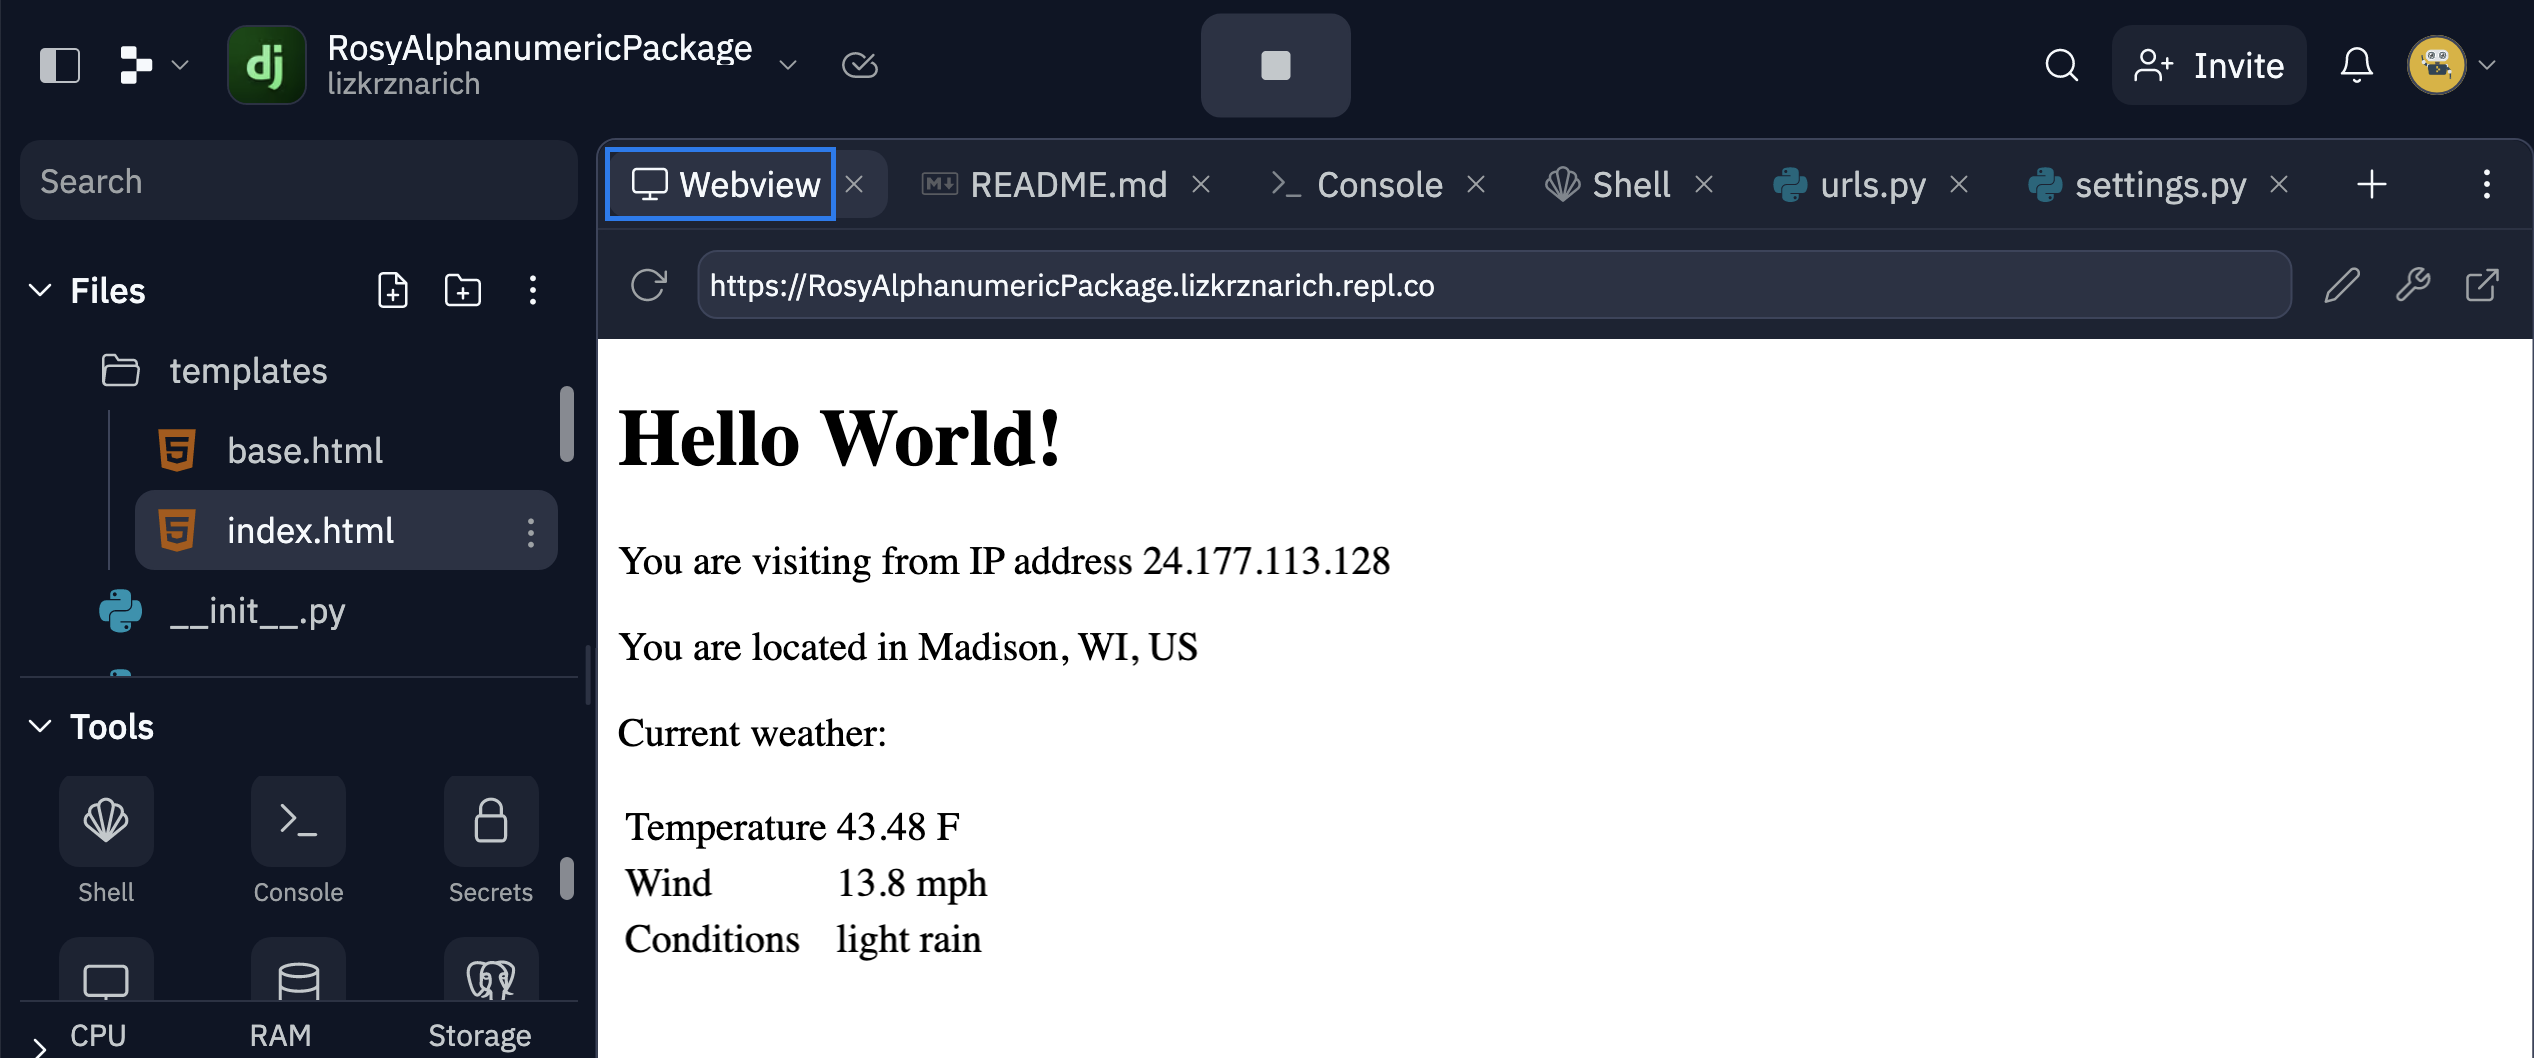 dj
RosyAlphanumericPackage
lizkrznarich
Invite
Search
Files
templates
5 base.html
5 index.html
__init__.py
Tools
Shell Console Secrets
CPU RAM Storage
Webview M↓ README.md Console Shell urls.py settings.py
https://RosyAlphanumericPackage.lizkrznarich.repl.co
Hello World!
You are visiting from IP address 24.177.113.128
You are located in Madison, WI, US
Current weather:
Temperature 43.48 F
Wind 13.8 mph
Conditions light rain